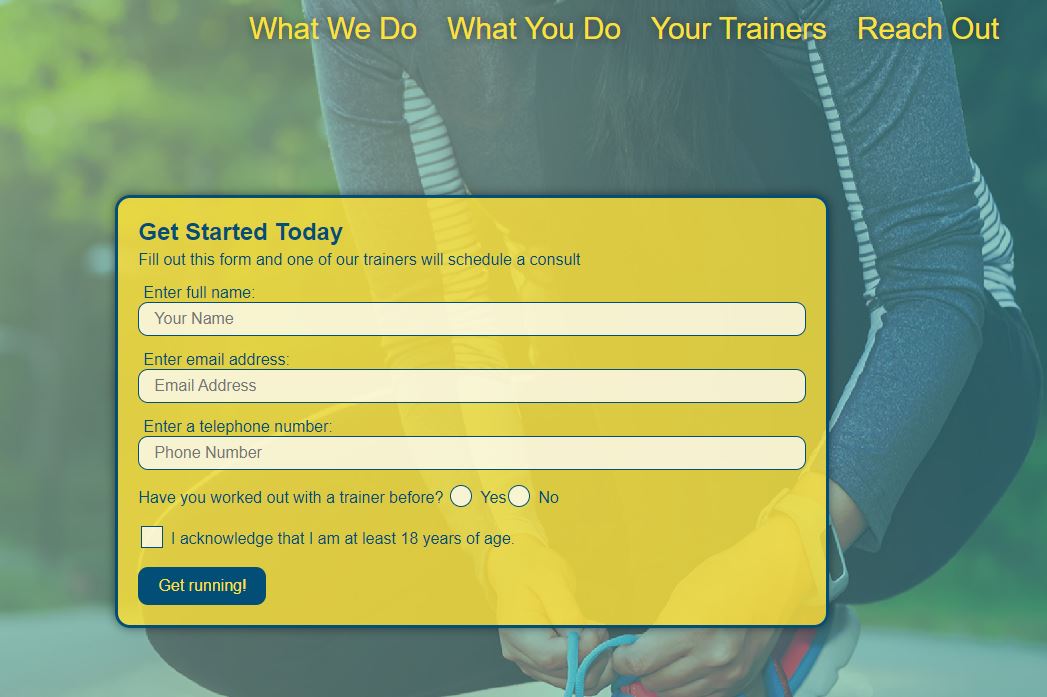 What We Do What You Do Your Trainers Reach Out
Get Started Today
Fill out this form and one of our trainers will schedule a consult
Enter full name:
Your Name
Enter email address:
Email Address
Enter a telephone number:
Phone Number
Have you worked out with a trainer before? Yes No
I acknowledge that I am at least 18 years of age.
Get running!